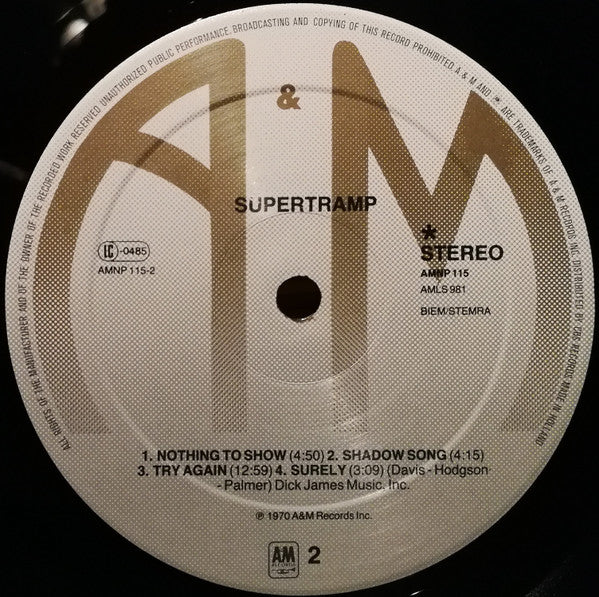 ALL RIGHTS OF THE MANUFACTURER AND OF THE OWNER OF THE RECORDED WORK RESERVED UNAUTHORIZED PUBLIC PERFORMANCE, BROADCASTING AND COPYING OF THIS RECORD PROHIBITED A & M AND ARE TRADEMARKS OF A & M RECORDS INC. DISTRIBUTED BY CBS RECORDS MADE IN HOLLAND
A & M
SUPERTRAMP
*
LC -0485
STEREO
AMNP 115-2
AMNP 115
AMLS 981
BIEM/STEMRA
1. NOTHING TO SHOW (4:50) 2. SHADOW SONG (4:15)
3. TRY AGAIN (12:59) 4. SURELY (3:09) (Davis - Hodgson-
- Palmer) Dick James Music. Inc.
℗ 1970 A&M Records Inc.
AM 2
RECORDS